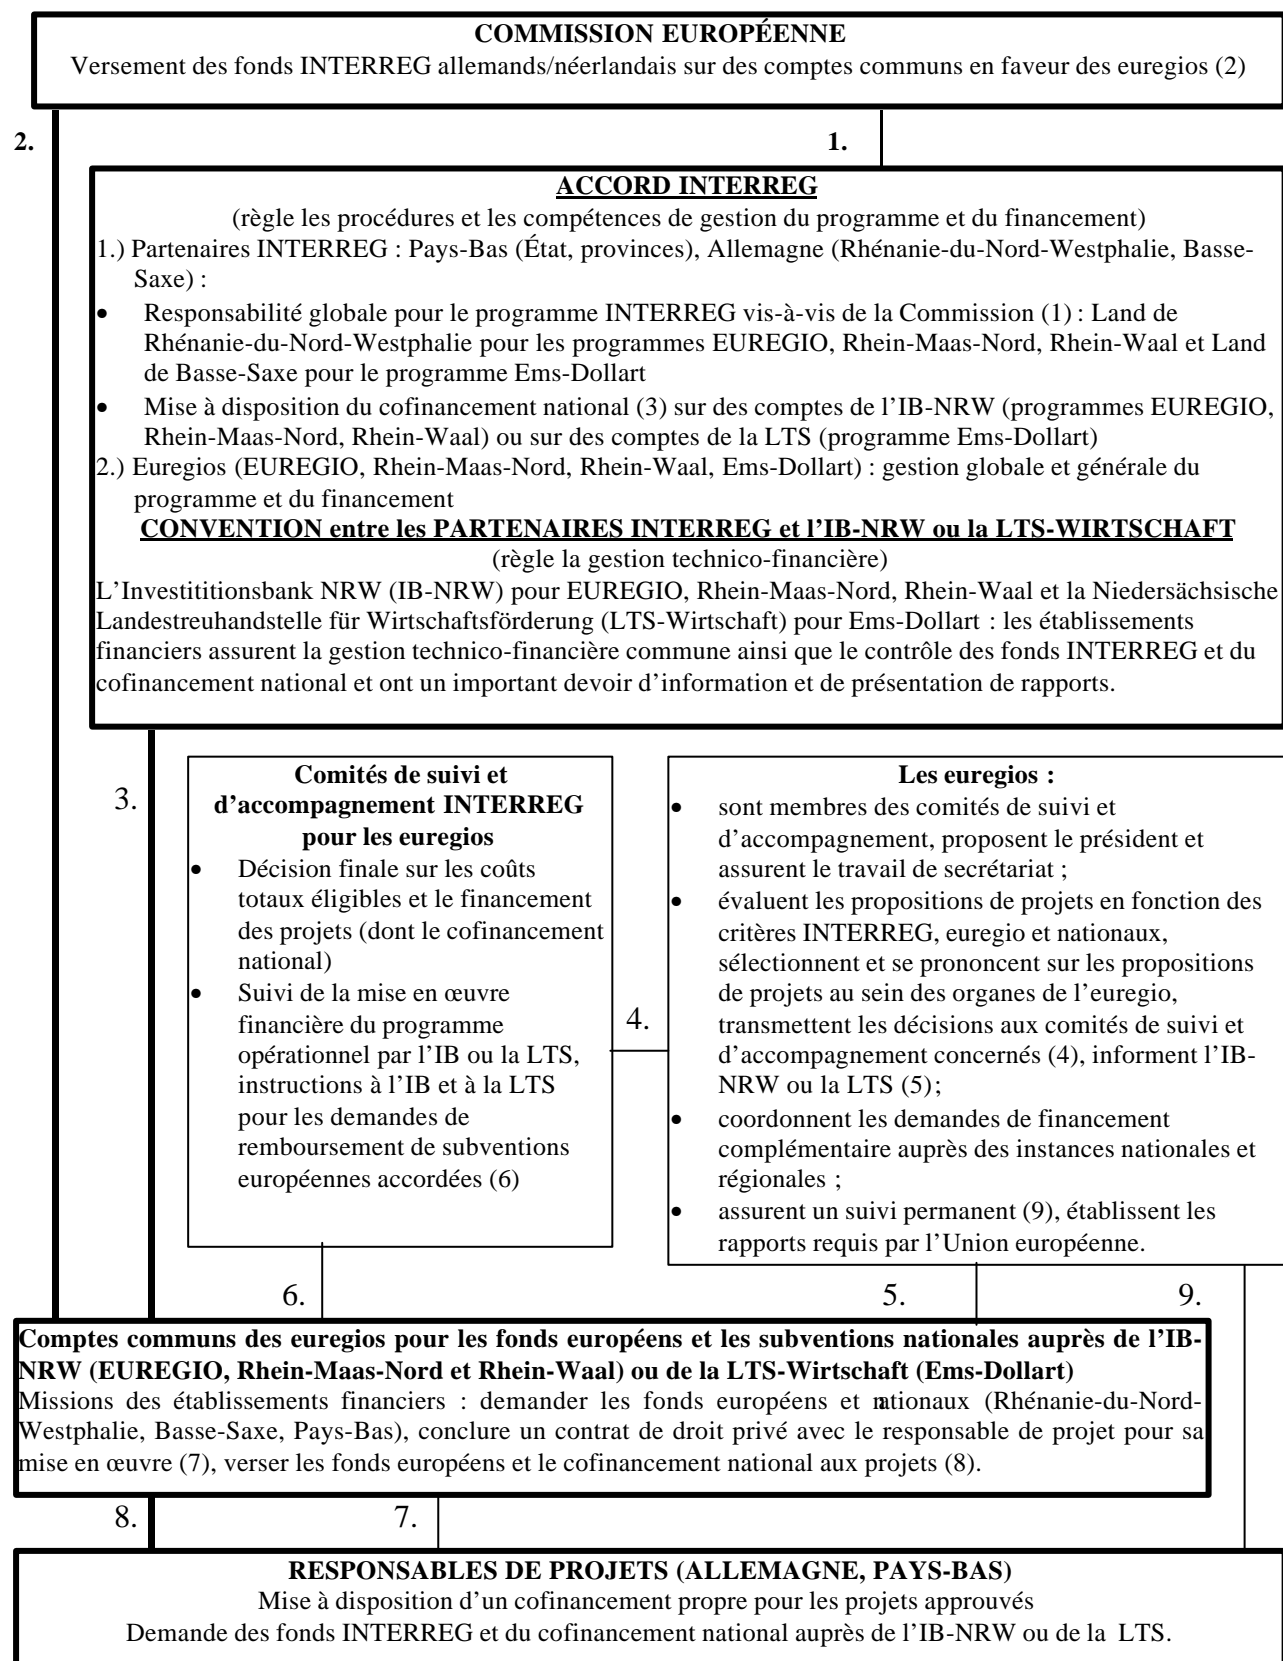 COMMISSION EUROPÉENNE
Versement des fonds INTERREG allemands/néerlandais sur des comptes communs en faveur des euregios (2)
2.
1.
ACCORD INTERREG
(règle les procédures et les compétences de gestion du programme et du financement)
1.) Partenaires INTERREG : Pays-Bas (État, provinces), Allemagne (Rhénanie-du-Nord-Westphalie, Basse-
Saxe) :
• Responsabilité globale pour le programme INTERREG vis-à-vis de la Commission (1) : Land de
Rhénanie-du-Nord-Westphalie pour les programmes EUREGIO, Rhein-Maas-Nord, Rhein-Waal et Land
de Basse-Saxe pour le programme Ems-Dollart
• Mise à disposition du cofinancement national (3) sur des comptes de l’IB-NRW (programmes EUREGIO,
Rhein-Maas-Nord, Rhein-Waal) ou sur des comptes de la LTS (programme Ems-Dollart)
2.) Euregios (EUREGIO, Rhein-Maas-Nord, Rhein-Waal, Ems-Dollart) : gestion globale et générale du
programme et du financement
CONVENTION entre les PARTENAIRES INTERREG et l’IB-NRW ou la LTS-WIRTSCHAFT
(règle la gestion technico-financière)
L’Investititionsbank NRW (IB-NRW) pour EUREGIO, Rhein-Maas-Nord, Rhein-Waal et la Niedersächsische
Landestreuhandstelle für Wirtschaftsförderung (LTS-Wirtschaft) pour Ems-Dollart : les établissements
financiers assurent la gestion technico-financière commune ainsi que le contrôle des fonds INTERREG et du
cofinancement national et ont un important devoir d’information et de présentation de rapports.
3.
Comités de suivi et
d’accompagnement INTERREG
pour les euregios
• Décision finale sur les coûts
totaux éligibles et le financement
des projets (dont le cofinancement
national)
• Suivi de la mise en œuvre
financière du programme
opérationnel par l’IB ou la LTS,
instructions à l’IB et à la LTS
pour les demandes de
remboursement de subventions
européennes accordées (6)
4.
Les euregios :
• sont membres des comités de suivi et
d’accompagnement, proposent le président et
assurent le travail de secrétariat ;
• évaluent les propositions de projets en fonction des
critères INTERREG, euregio et nationaux,
sélectionnent et se prononcent sur les propositions
de projets au sein des organes de l’euregio,
transmettent les décisions aux comités de suivi et
d’accompagnement concernés (4), informent l’IB-
NRW ou la LTS (5);
• coordonnent les demandes de financement
complémentaire auprès des instances nationales et
régionales ;
• assurent un suivi permanent (9), établissent les
rapports requis par l’Union européenne.
6.
5.
9.
Comptes communs des euregios pour les fonds européens et les subventions nationales auprès de l’IB-
NRW (EUREGIO, Rhein-Maas-Nord et Rhein-Waal) ou de la LTS-Wirtschaft (Ems-Dollart)
Missions des établissements financiers : demander les fonds européens et nationaux (Rhénanie-du-Nord-
Westphalie, Basse-Saxe, Pays-Bas), conclure un contrat de droit privé avec le responsable de projet pour sa
mise en œuvre (7), verser les fonds européens et le cofinancement national aux projets (8).
8.
7.
RESPONSABLES DE PROJETS (ALLEMAGNE, PAYS-BAS)
Mise à disposition d’un cofinancement propre pour les projets approuvés
Demande des fonds INTERREG et du cofinancement national auprès de l’IB-NRW ou de la LTS.